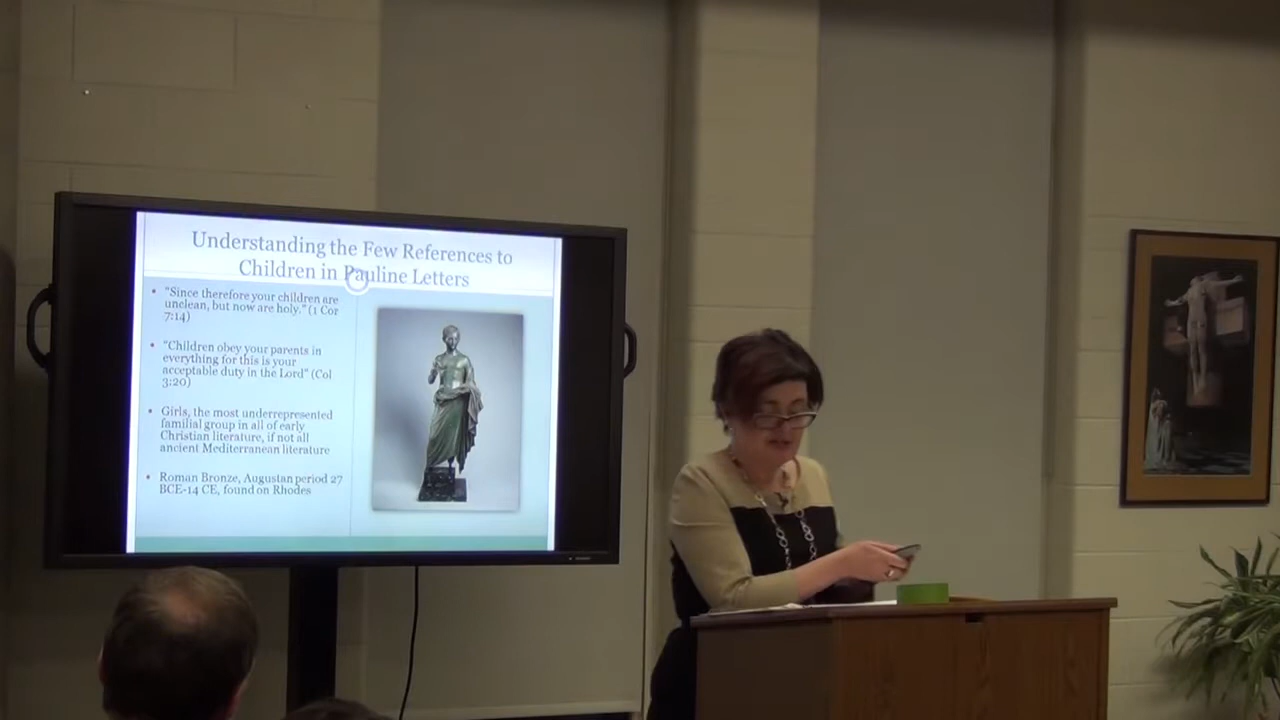 Understanding the Few References to
Children in Pauline Letters
• "Since therefore your children are
unclean, but now are holy." (1 Cor
7:14)
• "Children obey your parents in
everything for this is your
acceptable duty in the Lord" (Col
3:20)
• Girls, the most underrepresented
familial group in all of early
Christian literature, if not all
ancient Mediterranean literature
• Roman Bronze, Augustan period 27
BCE-14 CE, found on Rhodes